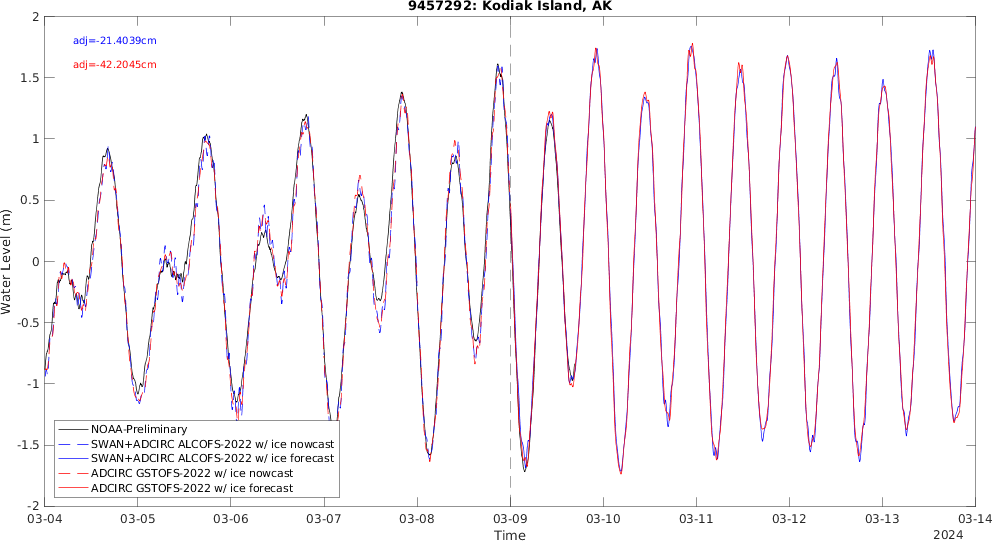 9457292: Kodiak Island, AK
adj=-21.4039cm
adj=-42.2045cm
Water Level (m)
2
1.5
1
0.5
0
-0.5
-1
-1.5
-2
NOAA-Preliminary
SWAN+ADCIRC ALCOFS-2022 w/ ice nowcast
SWAN+ADCIRC ALCOFS-2022 w/ ice forecast
ADCIRC GSTOFS-2022 w/ ice nowcast
ADCIRC GSTOFS-2022 w/ ice forecast
03-04 03-05 03-06 03-07 03-08 03-09 03-10 03-11 03-12 03-13 03-14
Time
2024